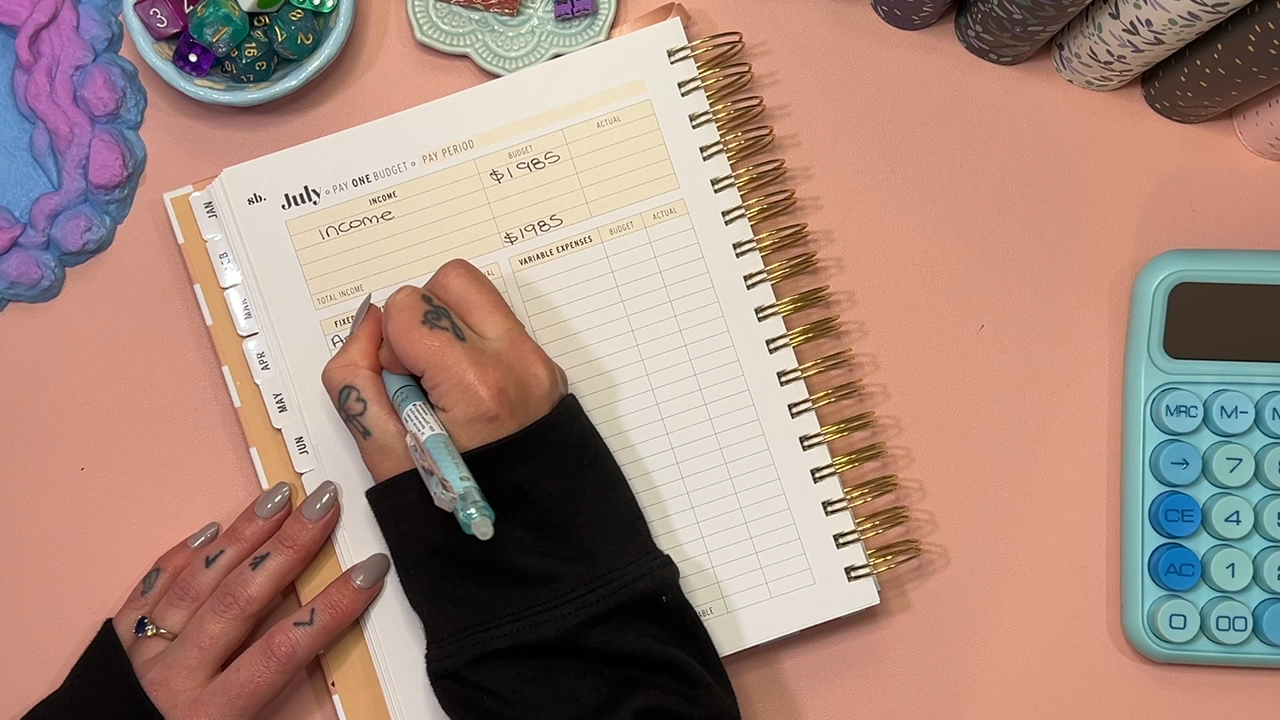 sb. July ∘ PAY ONE BUDGET ∘ PAY PERIOD
INCOME BUDGET ACTUAL
Income $1985
TOTAL INCOME $1985
VARIABLE EXPENSES BUDGET ACTUAL
JAN
APR
MAY
JUN
MRC M-
→ 7
CE 4
AC 1
0 00
3